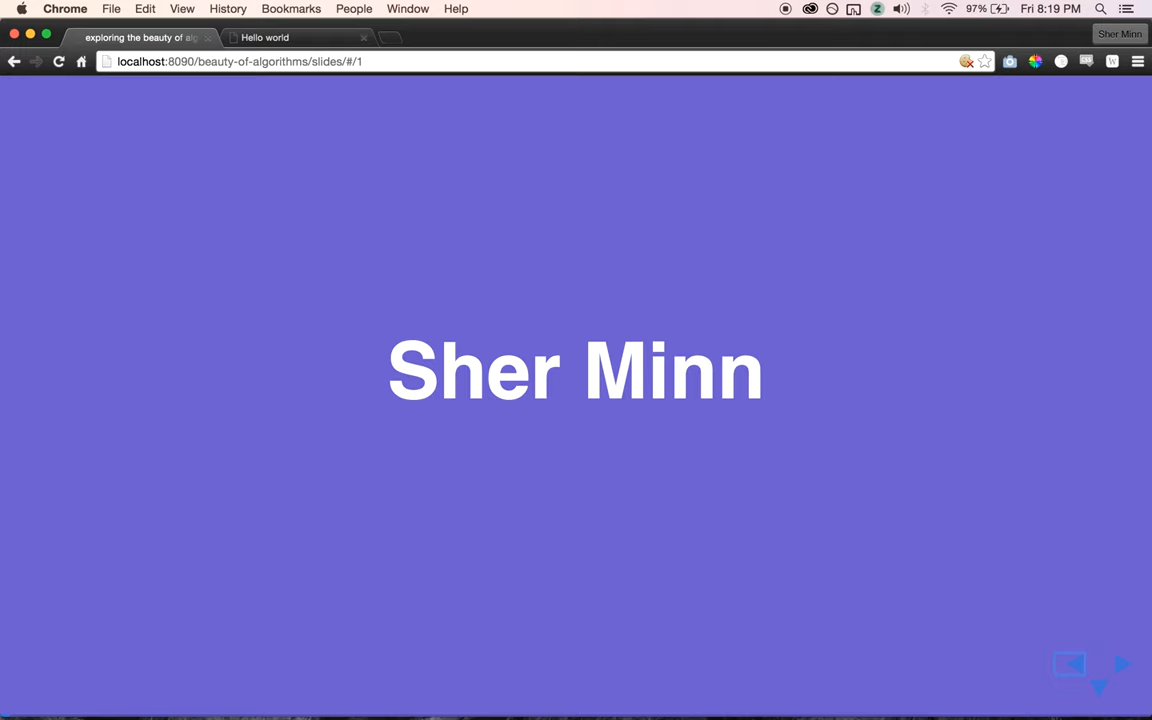 Chrome File Edit View History Bookmarks People Window Help 97% Fri 8:19 PM
exploring the beauty of alg Hello world Sher Minn
localhost:8090/beauty-of-algorithms/slides/#/1
Sher Minn